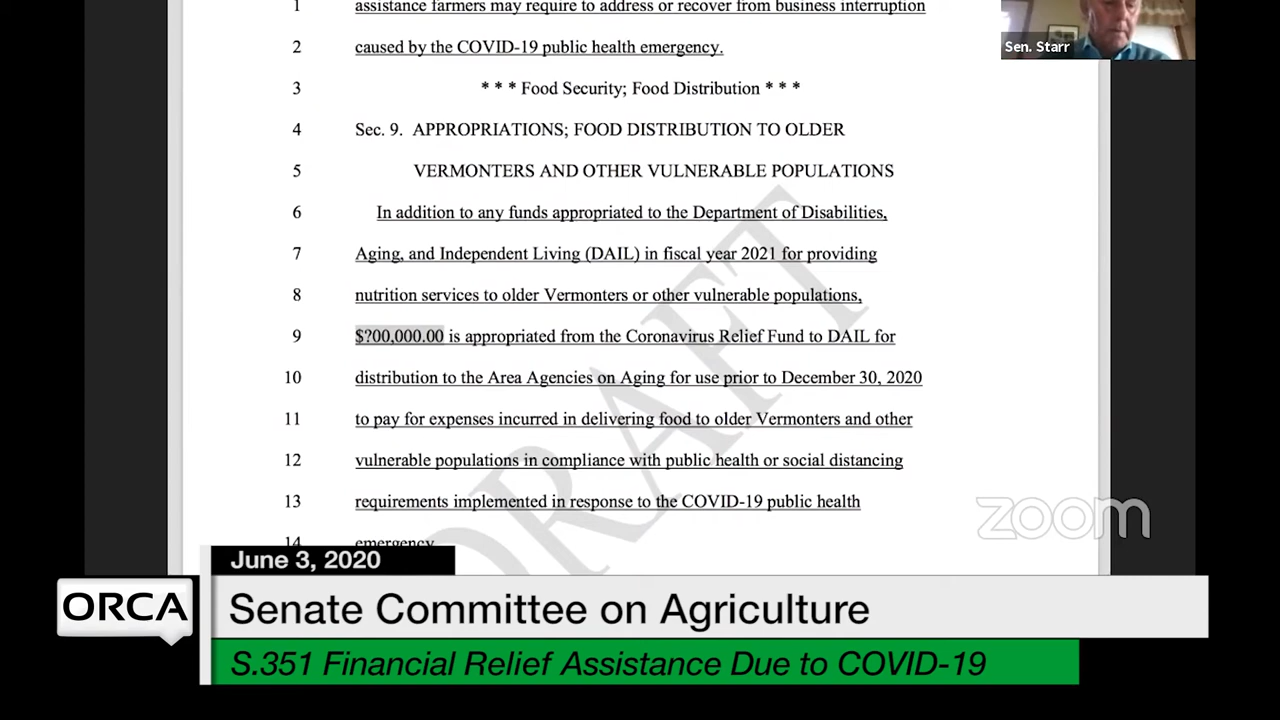 1 assistance farmers may require to address or recover from business interruption
Sen. Starr
2 caused by the COVID-19 public health emergency.
3 * * * Food Security; Food Distribution * * *
4 Sec. 9. APPROPRIATIONS; FOOD DISTRIBUTION TO OLDER
5 VERMONTERS AND OTHER VULNERABLE POPULATIONS
6 In addition to any funds appropriated to the Department of Disabilities,
7 Aging, and Independent Living (DAIL) in fiscal year 2021 for providing
8 nutrition services to older Vermonters or other vulnerable populations,
9 $?00,000.00 is appropriated from the Coronavirus Relief Fund to DAIL for
10 distribution to the Area Agencies on Aging for use prior to December 30, 2020
11 to pay for expenses incurred in delivering food to older Vermonters and other
12 vulnerable populations in compliance with public health or social distancing
13 requirements implemented in response to the COVID-19 public health
14 emergency.
DRAFT
zoom
June 3, 2020
ORCA
Senate Committee on Agriculture
S.351 Financial Relief Assistance Due to COVID-19